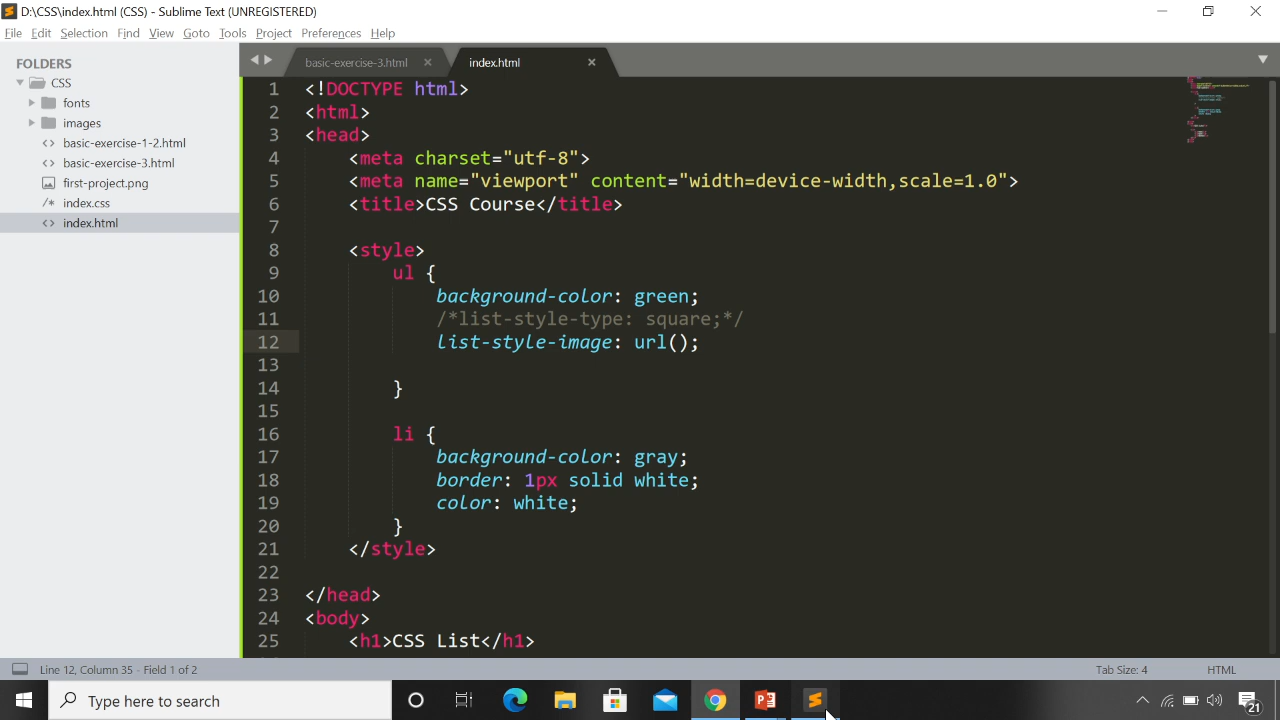 D:\CSS\index.html (CSS) - Sublime Text (UNREGISTERED)
File Edit Selection Find View Goto Tools Project Preferences Help
FOLDERS
CSS
fonts
images
basic-exercise-1-2.html
basic-exercise-3.html
first-project.png
index.css
index.html
basic-exercise-3.html
index.html
1 <!DOCTYPE html>
2 <html>
3 <head>
4 <meta charset="utf-8">
5 <meta name="viewport" content="width=device-width,scale=1.0">
6 <title>CSS Course</title>
7
8 <style>
9 ul {
10 background-color: green;
11 /*list-style-type: square;*/
12 list-style-image: url();
13
14 }
15
16 li {
17 background-color: gray;
18 border: 1px solid white;
19 color: white;
20 }
21 </style>
22
23 </head>
24 <body>
25 <h1>CSS List</h1>
Line 12, Column 35 - Field 1 of 2
Tab Size: 4
HTML
Type here to search
21